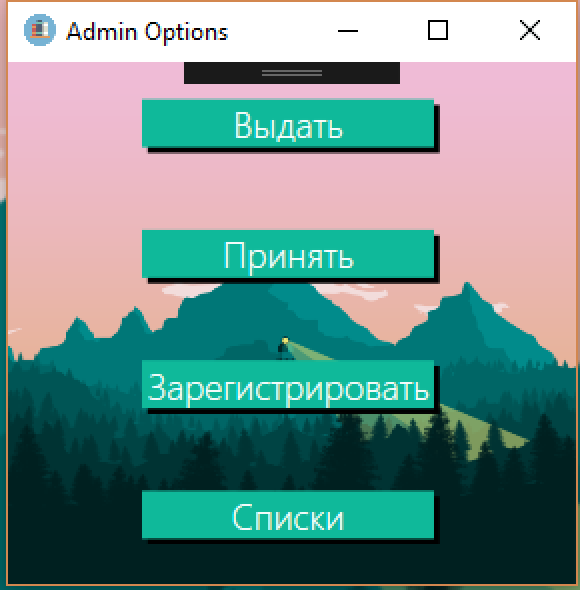 Admin Options
Выдать
Принять
Зарегистрировать
Списки